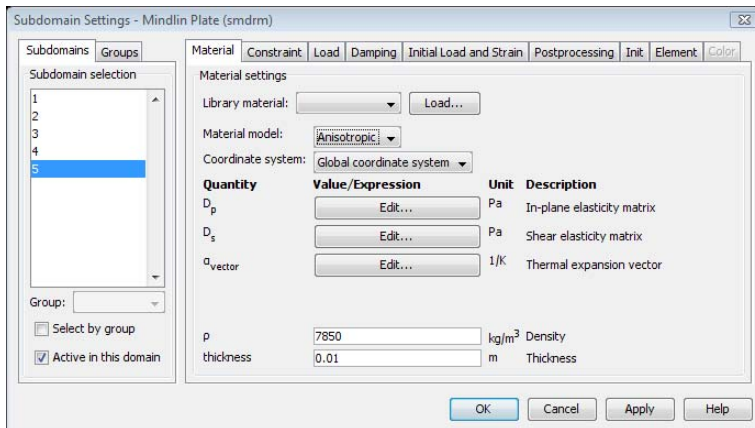 Subdomain Settings - Mindlin Plate (smdrm)
Subdomains Groups
Subdomain selection
1
2
3
4
5
Group:
Select by group
Active in this domain
Material Constraint Load Damping Initial Load and Strain Postprocessing Init Element Color
Material settings
Library material: Load...
Material model: Anisotropic
Coordinate system: Global coordinate system
Quantity Value/Expression Unit Description
Dp Edit... Pa In-plane elasticity matrix
Ds Edit... Pa Shear elasticity matrix
αvector Edit... 1/K Thermal expansion vector
ρ 7850 kg/m³ Density
thickness 0.01 m Thickness
OK Cancel Apply Help